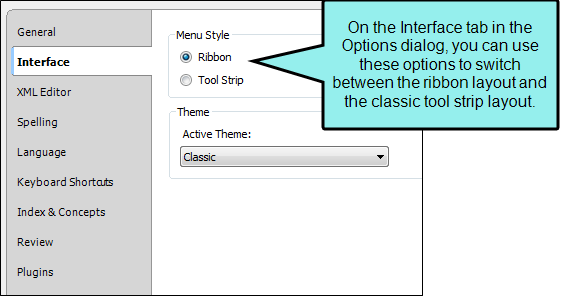 General
Interface
XML Editor
Spelling
Language
Keyboard Shortcuts
Index & Concepts
Review
Plugins
Menu Style
Ribbon
Tool Strip
Theme
Active Theme:
Classic
On the Interface tab in the
Options dialog, you can use
these options to switch
between the ribbon layout and
the classic tool strip layout.